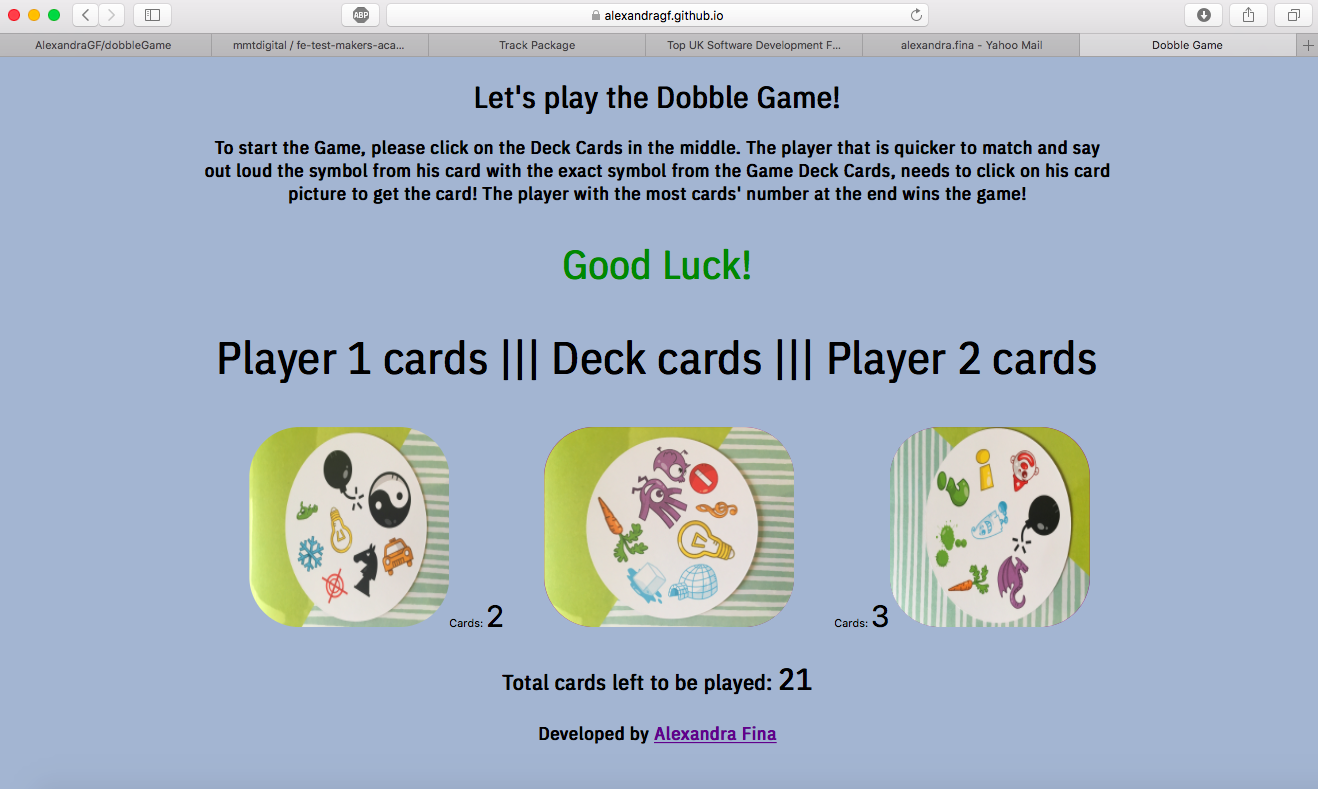 ABP
alexandragf.github.io
AlexandraGF/dobbleGame
mmtdigital / fe-test-makers-aca...
Track Package
Top UK Software Development F...
alexandra.fina - Yahoo Mail
Dobble Game
Let's play the Dobble Game!
To start the Game, please click on the Deck Cards in the middle. The player that is quicker to match and say
out loud the symbol from his card with the exact symbol from the Game Deck Cards, needs to click on his card
picture to get the card! The player with the most cards' number at the end wins the game!
Good Luck!
Player 1 cards ||| Deck cards ||| Player 2 cards
Cards: 2
Cards: 3
Total cards left to be played: 21
Developed by Alexandra Fina